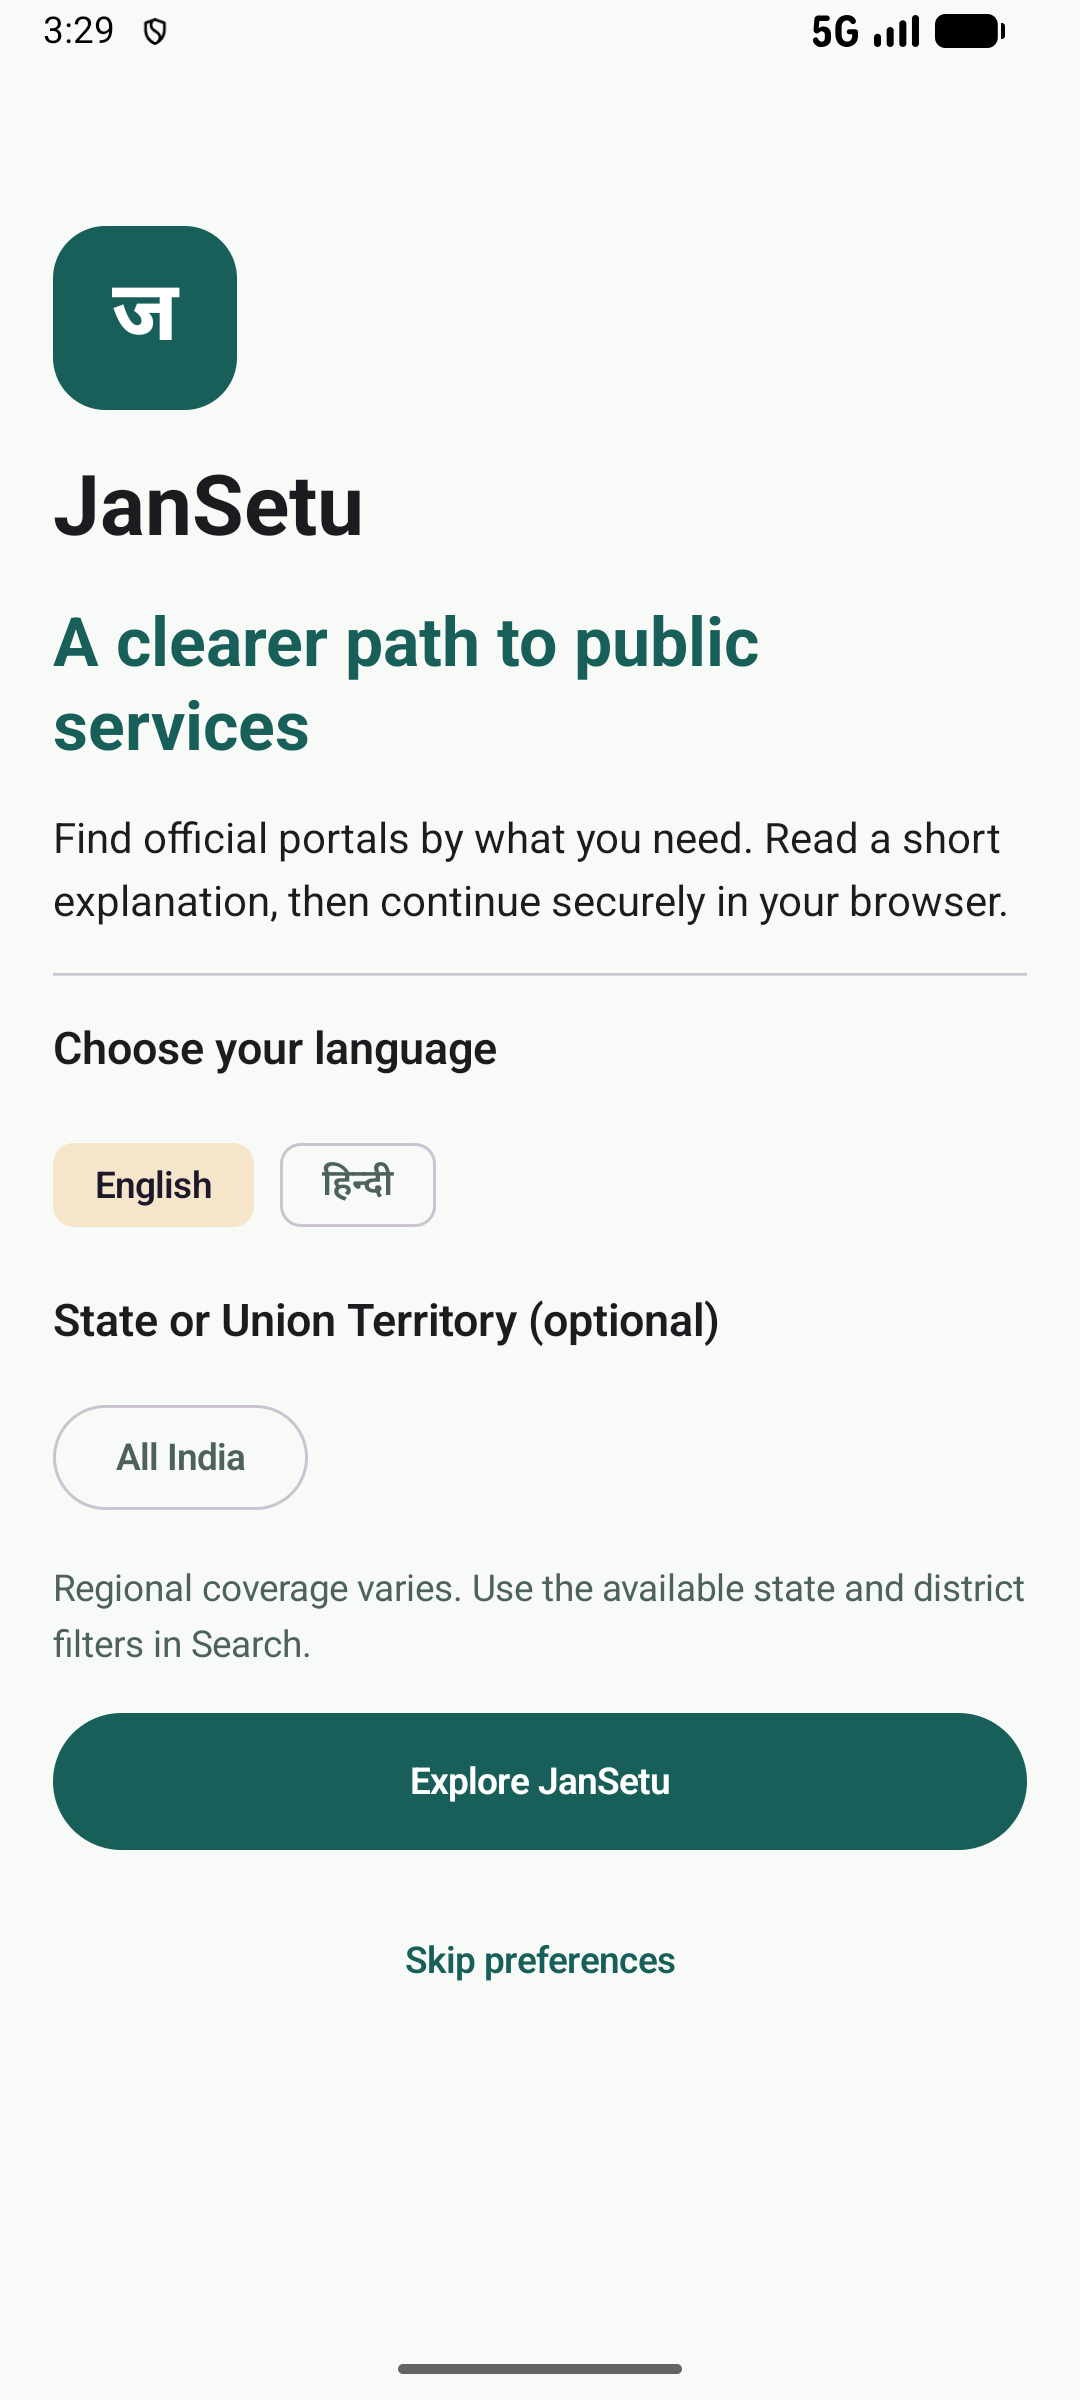 3:29
5G
ज
JanSetu
A clearer path to public
services
Find official portals by what you need. Read a short
explanation, then continue securely in your browser.
Choose your language
English हिन्दी
State or Union Territory (optional)
All India
Regional coverage varies. Use the available state and district
filters in Search.
Explore JanSetu
Skip preferences